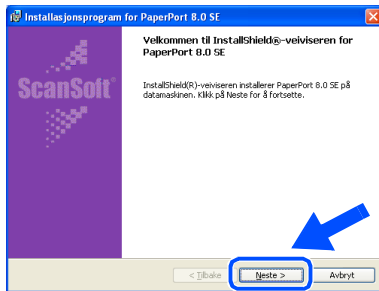 Installasjonsprogram for PaperPort 8.0 SE
Velkommen til InstallShield®-veiviseren for
PaperPort 8.0 SE
ScanSoft®
InstallShield(R)-veiviseren installerer PaperPort 8.0 SE på
datamaskinen. Klikk på Neste for å fortsette.
< Tilbake Neste > Avbryt